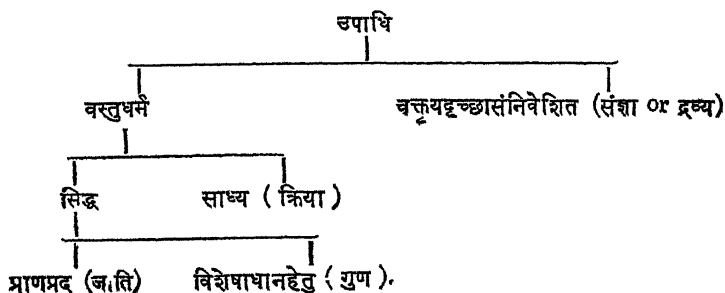 उपाधि
वस्तुधर्म वक्तृयदृच्छासंनिवेशित (संज्ञा or द्रव्य)
सिद्ध साध्य ( क्रिया )
प्राणप्रद (जाति) विशेषाधानहेतु ( गुण ).